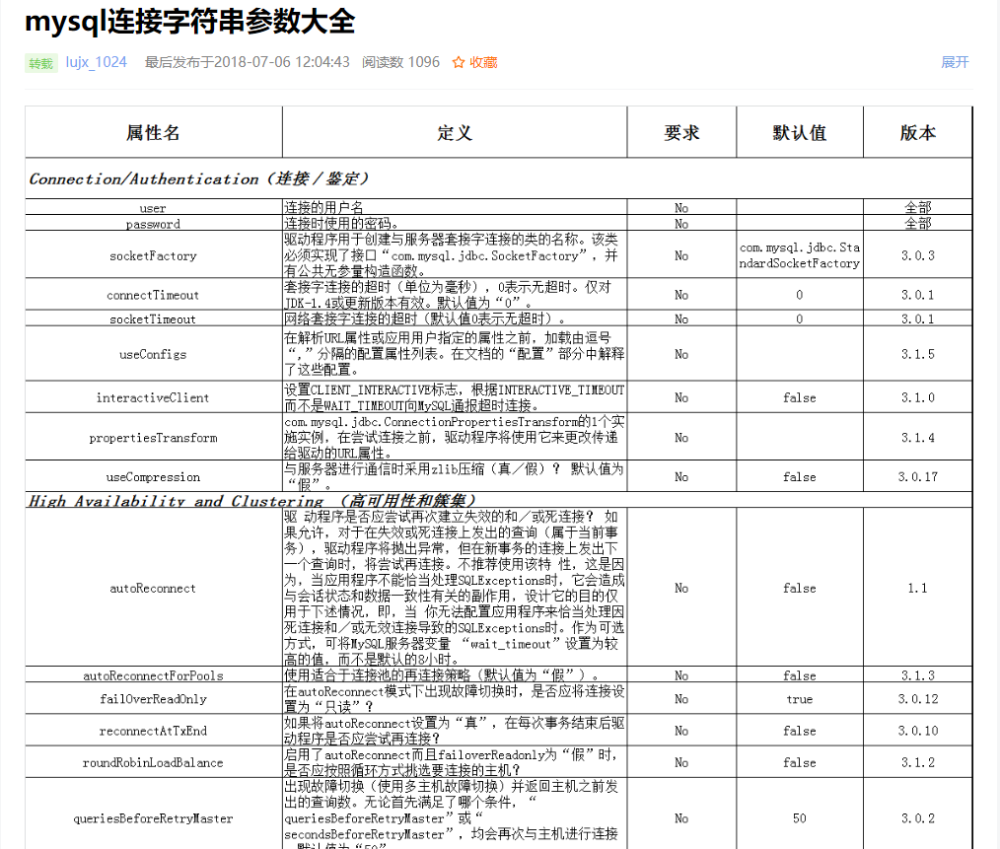 mysql连接字符串参数大全
转载 lujx_1024 最后发布于2018-07-06 12:04:43 阅读数 1096 收藏 展开
属性名 定义 要求 默认值 版本
Connection/Authentication（连接／鉴定）
user 连接的用户名 No 全部
password 连接时使用的密码。 No 全部
socketFactory 驱动程序用于创建与服务器套接字连接的类的名称。该类
必须实现了接口“com.mysql.jdbc.SocketFactory”，并
有公共无参量构造函数。 No com.mysql.jdbc.Sta
ndardSocketFactory 3.0.3
connectTimeout 套接字连接的超时（单位为毫秒），0表示无超时。仅对
JDK-1.4或更新版本有效。默认值为“0”。 No 0 3.0.1
socketTimeout 网络套接字连接的超时（默认值0表示无超时）。 No 0 3.0.1
useConfigs 在解析URL属性或应用用户指定的属性之前，加载由逗号
“,”分隔的配置属性列表。在文档的“配置”部分中解释
了这些配置。 No 3.1.5
interactiveClient 设置CLIENT_INTERACTIVE标志，根据INTERACTIVE_TIMEOUT
而不是WAIT_TIMEOUT向MySQL通报超时连接。 No false 3.1.0
propertiesTransform com.mysql.jdbc.ConnectionPropertiesTransform的1个实
施实例，在尝试连接之前，驱动程序将使用它来更改传递
给驱动的URL属性。 No 3.1.4
useCompression 与服务器进行通信时采用zlib压缩（真／假）？ 默认值为
“假”。 No false 3.0.17
High Availability and Clustering （高可用性和簇集）
autoReconnect 驱 动程序是否应尝试再次建立失效的和／或死连接？ 如
果允许，对于在失效或死连接上发出的查询（属于当前事
务），驱动程序将抛出异常，但在新事务的连接上发出下
一个查询时，将尝试再连接。不推荐使用该特 性，这是因
为，当应用程序不能恰当处理SQLExceptions时，它会造成
与会话状态和数据一致性有关的副作用，设计它的目的仅
用于下述情况，即，当 你无法配置应用程序来恰当处理因
死连接和／或无效连接导致的SQLExceptions时。作为可选
方式，可将MySQL服务器变量 “wait_timeout”设置为较
高的值，而不是默认的8小时。 No false 1.1
autoReconnectForPools 使用适合于连接池的再连接策略（默认值为“假”）。 No false 3.1.3
failOverReadOnly 在autoReconnect模式下出现故障切换时，是否应将连接设
置为“只读”？ No true 3.0.12
reconnectAtTxEnd 如果将autoReconnect设置为“真”，在每次事务结束后驱
动程序是否应尝试再连接？ No false 3.0.10
roundRobinLoadBalance 启用了autoReconnect而且failoverReadonly为“假”时，
是否应按照循环方式挑选要连接的主机？ No false 3.1.2
queriesBeforeRetryMaster 出现故障切换（使用多主机故障切换）并返回主机之前发
出的查询数。无论首先满足了哪个条件，“
queriesBeforeRetryMaster”或“
secondsBeforeRetryMaster”，均会再次与主机进行连接
。默认值为“50” No 50 3.0.2